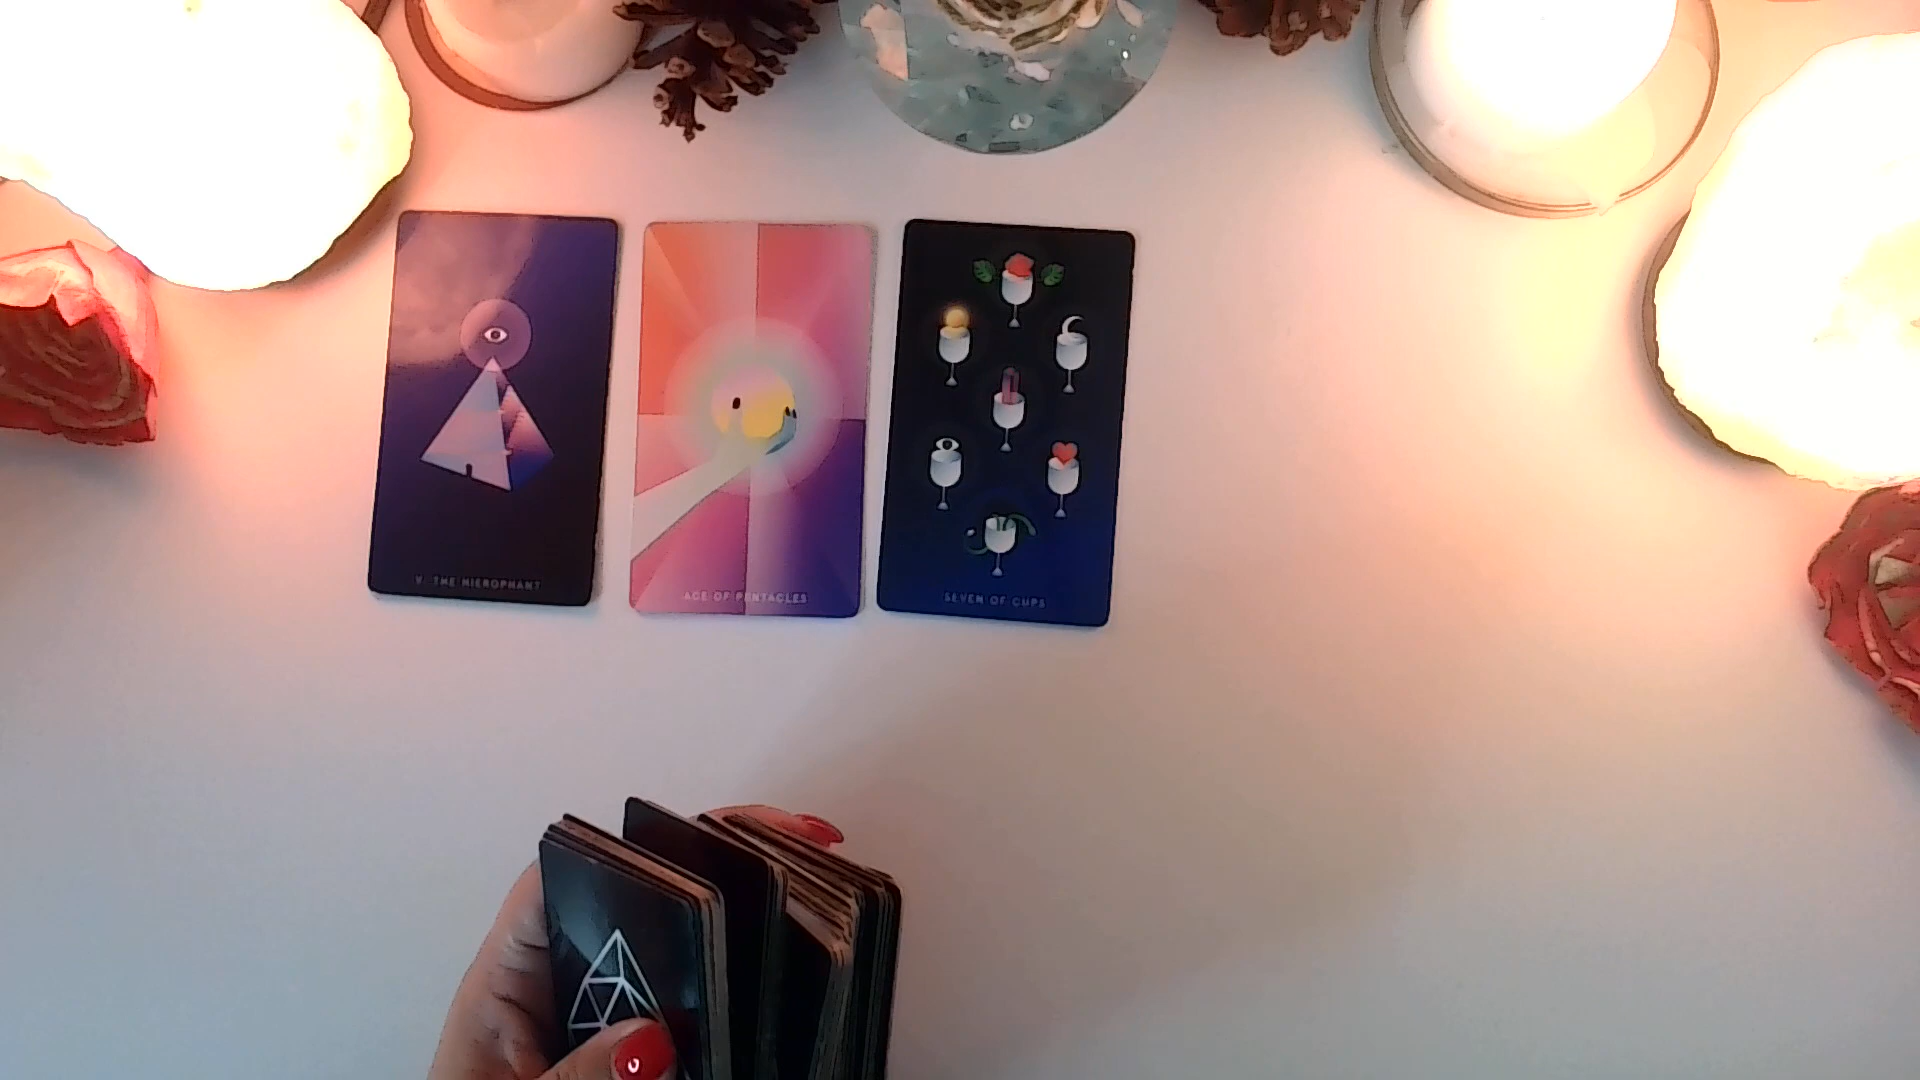 V. THE HIEROPHANT
ACE OF PENTACLES
SEVEN OF CUPS